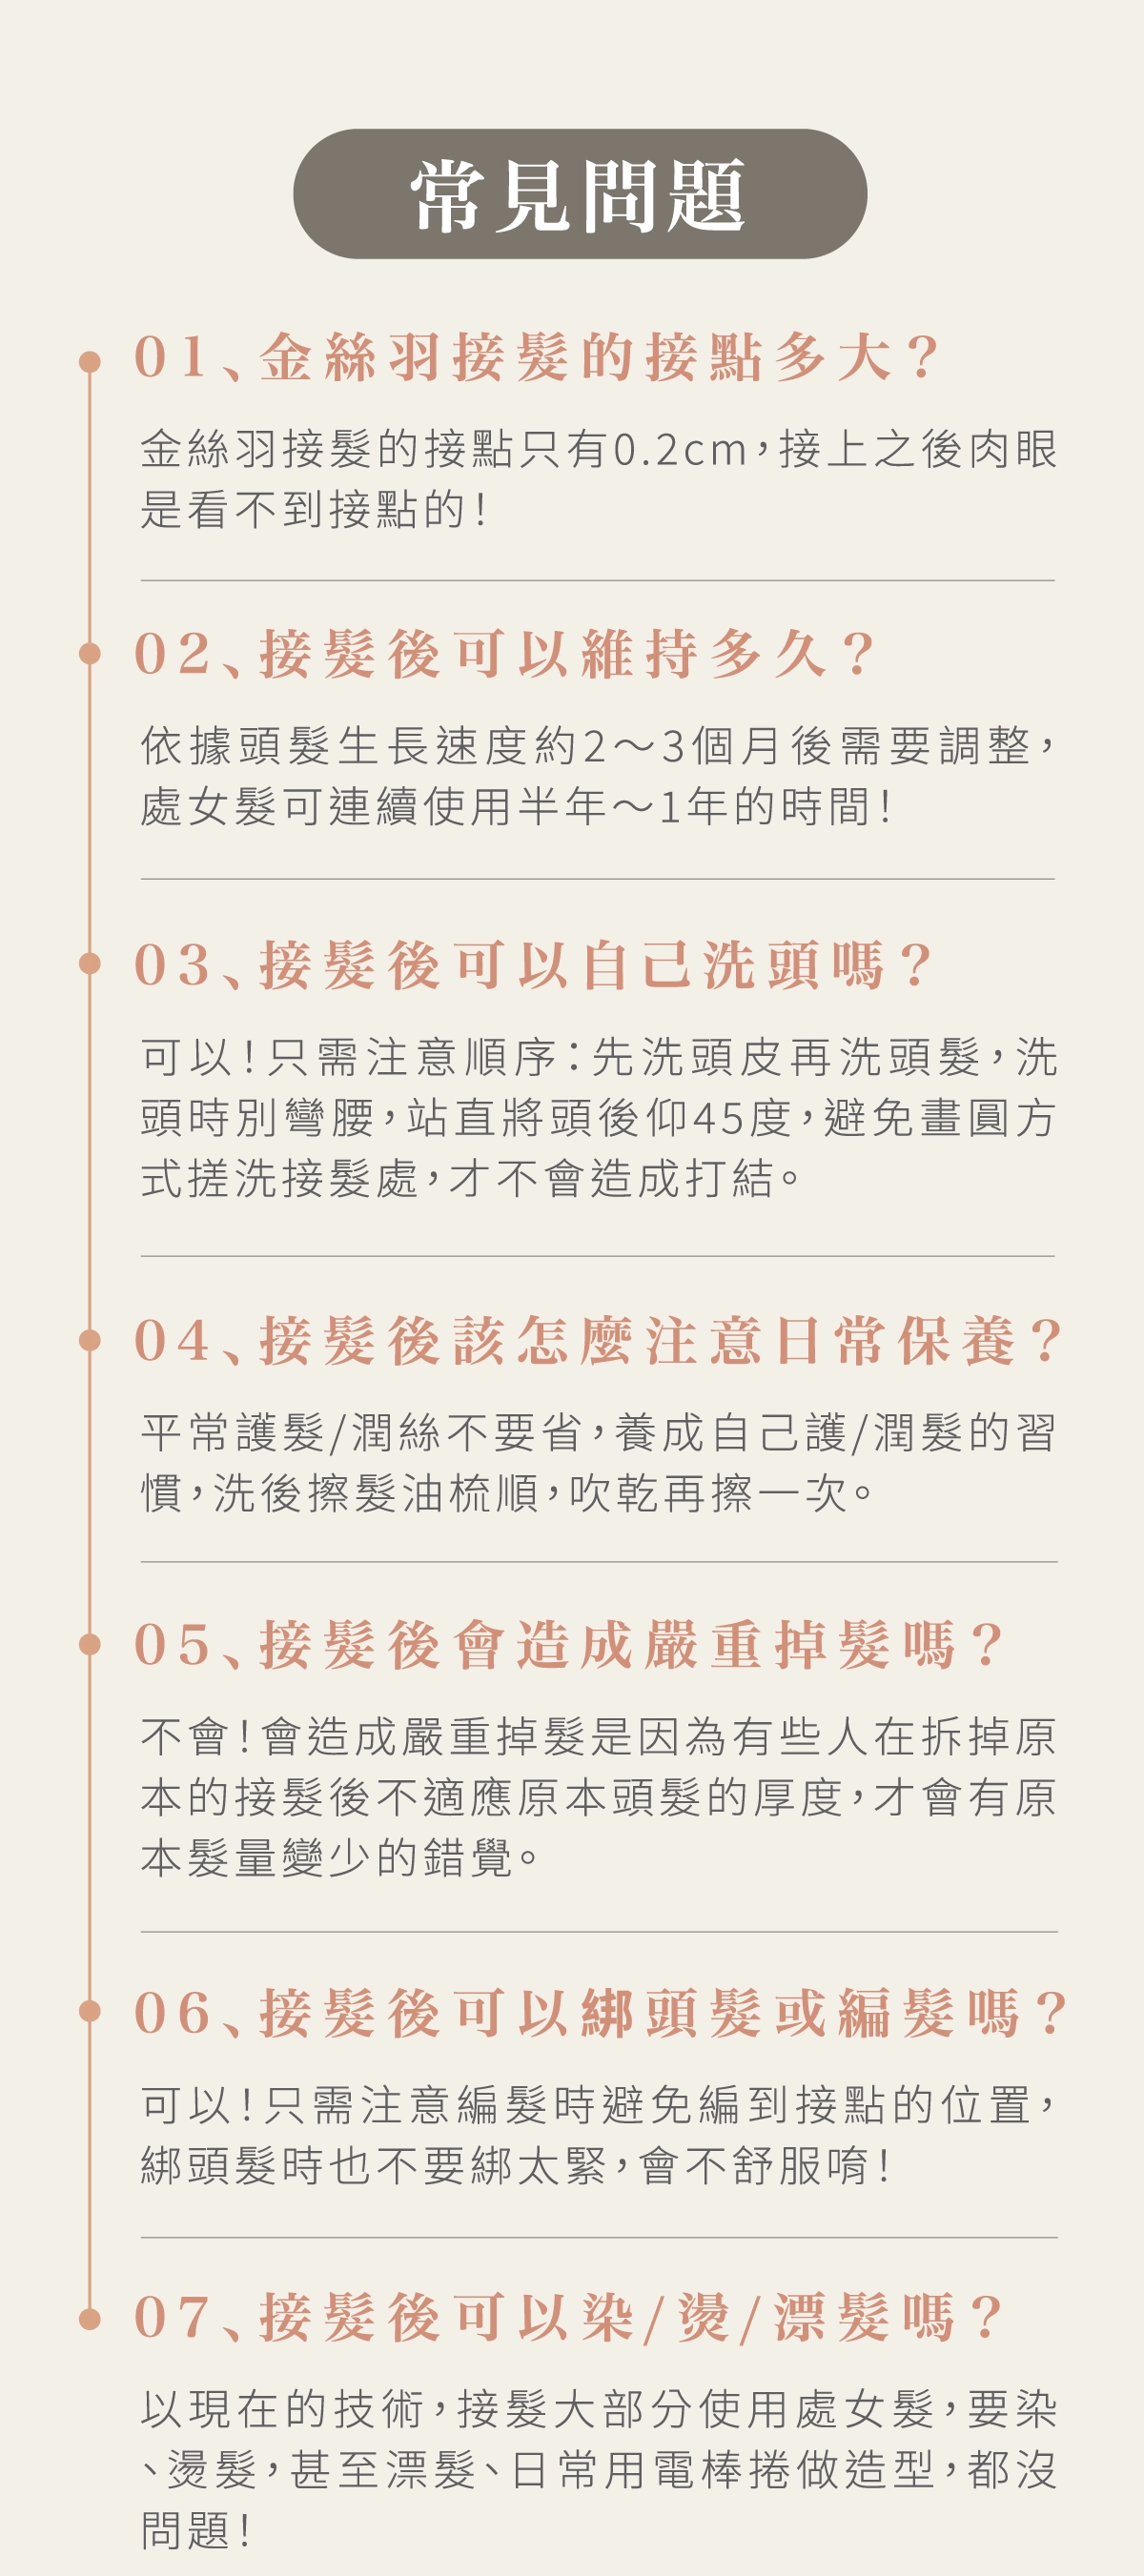 常見問題
01、金絲羽接髮的接點多大？
金絲羽接髮的接點只有0.2cm，接上之後肉眼
是看不到接點的！
02、接髮後可以維持多久？
依據頭髮生長速度約2～3個月後需要調整，
處女髮可連續使用半年～1年的時間！
03、接髮後可以自己洗頭嗎？
可以！只需注意順序：先洗頭皮再洗頭髮，洗
頭時別彎腰，站直將頭後仰45度，避免畫圓方
式搓洗接髮處，才不會造成打結。
04、接髮後該怎麼注意日常保養？
平常護髮/潤絲不要省，養成自己護/潤髮的習
慣，洗後擦髮油梳順，吹乾再擦一次。
05、接髮後會造成嚴重掉髮嗎？
不會！會造成嚴重掉髮是因為有些人在拆掉原
本的接髮後不適應原本頭髮的厚度，才會有原
本髮量變少的錯覺。
06、接髮後可以綁頭髮或編髮嗎？
可以！只需注意編髮時避免編到接點的位置，
綁頭髮時也不要綁太緊，會不舒服唷！
07、接髮後可以染/燙/漂髮嗎？
以現在的技術，接髮大部分使用處女髮，要染
、燙髮，甚至漂髮、日常用電棒捲做造型，都沒
問題！